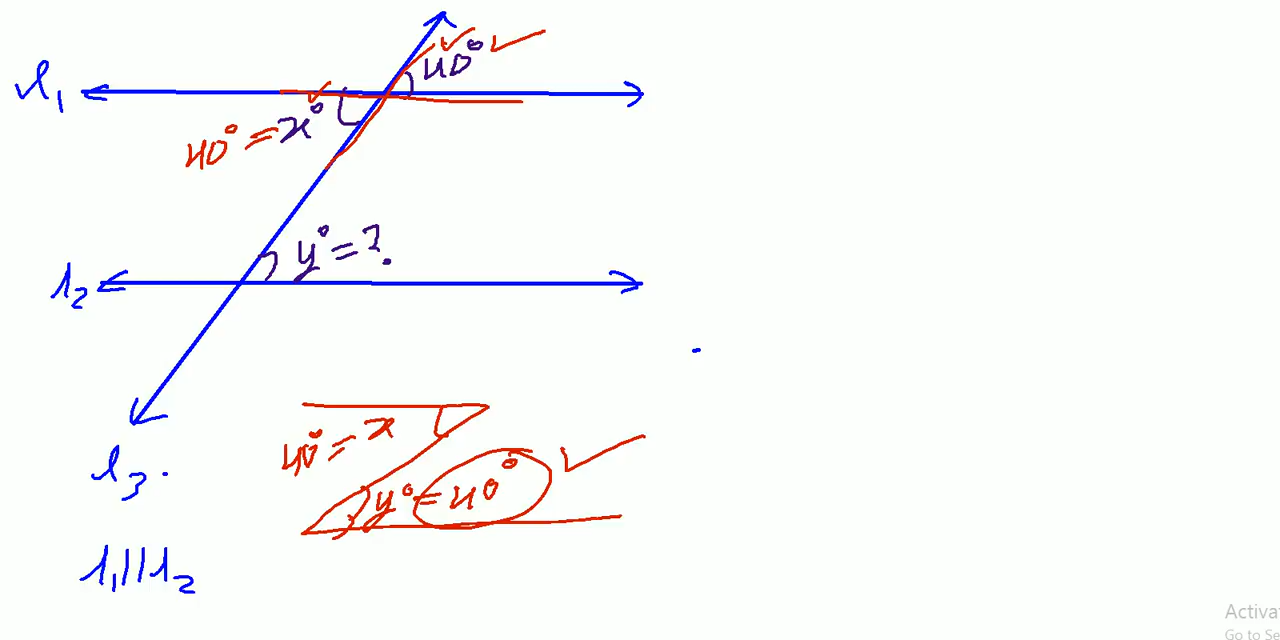 l₁
40°
40° = x°
y° = ?.
l₂
40° = x
y° = 40°
l₃.
l₁ || l₂
Activa
Go to Se